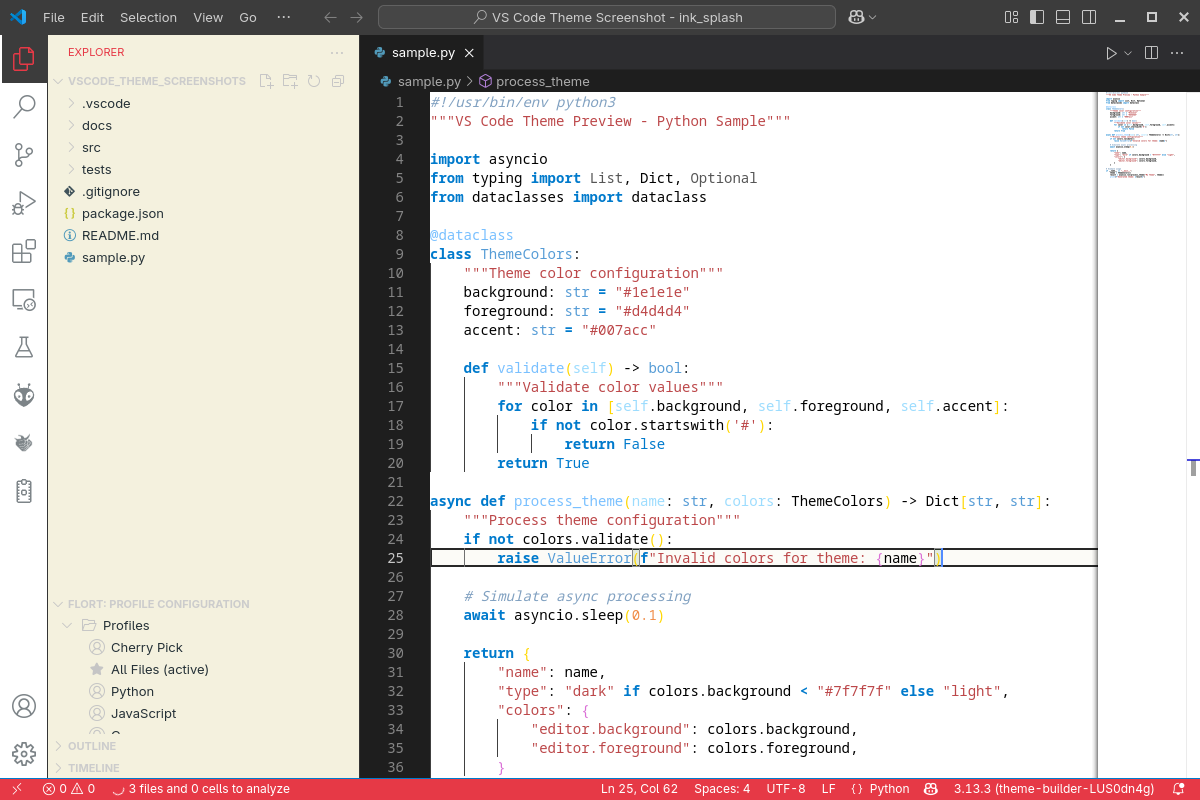 File Edit Selection View Go ··· VS Code Theme Screenshot - ink_splash
EXPLORER
VSCODE_THEME_SCREENSHOTS
.vscode
docs
src
tests
.gitignore
package.json
README.md
sample.py
FLORT: PROFILE CONFIGURATION
Profiles
Cherry Pick
All Files (active)
Python
JavaScript
OUTLINE
TIMELINE
sample.py
sample.py > process_theme
1 #!/usr/bin/env python3
2 """VS Code Theme Preview - Python Sample"""
3
4 import asyncio
5 from typing import List, Dict, Optional
6 from dataclasses import dataclass
7
8 @dataclass
9 class ThemeColors:
10     """Theme color configuration"""
11     background: str = "#1e1e1e"
12     foreground: str = "#d4d4d4"
13     accent: str = "#007acc"
14
15     def validate(self) -> bool:
16         """Validate color values"""
17         for color in [self.background, self.foreground, self.accent]:
18             if not color.startswith('#'):
19                 return False
20         return True
21
22 async def process_theme(name: str, colors: ThemeColors) -> Dict[str, str]:
23     """Process theme configuration"""
24     if not colors.validate():
25         raise ValueError(f"Invalid colors for theme: {name}")
26
27     # Simulate async processing
28     await asyncio.sleep(0.1)
29
30     return {
31         "name": name,
32         "type": "dark" if colors.background < "#7f7f7f" else "light",
33         "colors": {
34             "editor.background": colors.background,
35             "editor.foreground": colors.foreground,
36         }
0 0 3 files and 0 cells to analyze Ln 25, Col 62 Spaces: 4 UTF-8 LF {} Python 3.13.3 (theme-builder-LUS0dn4g)